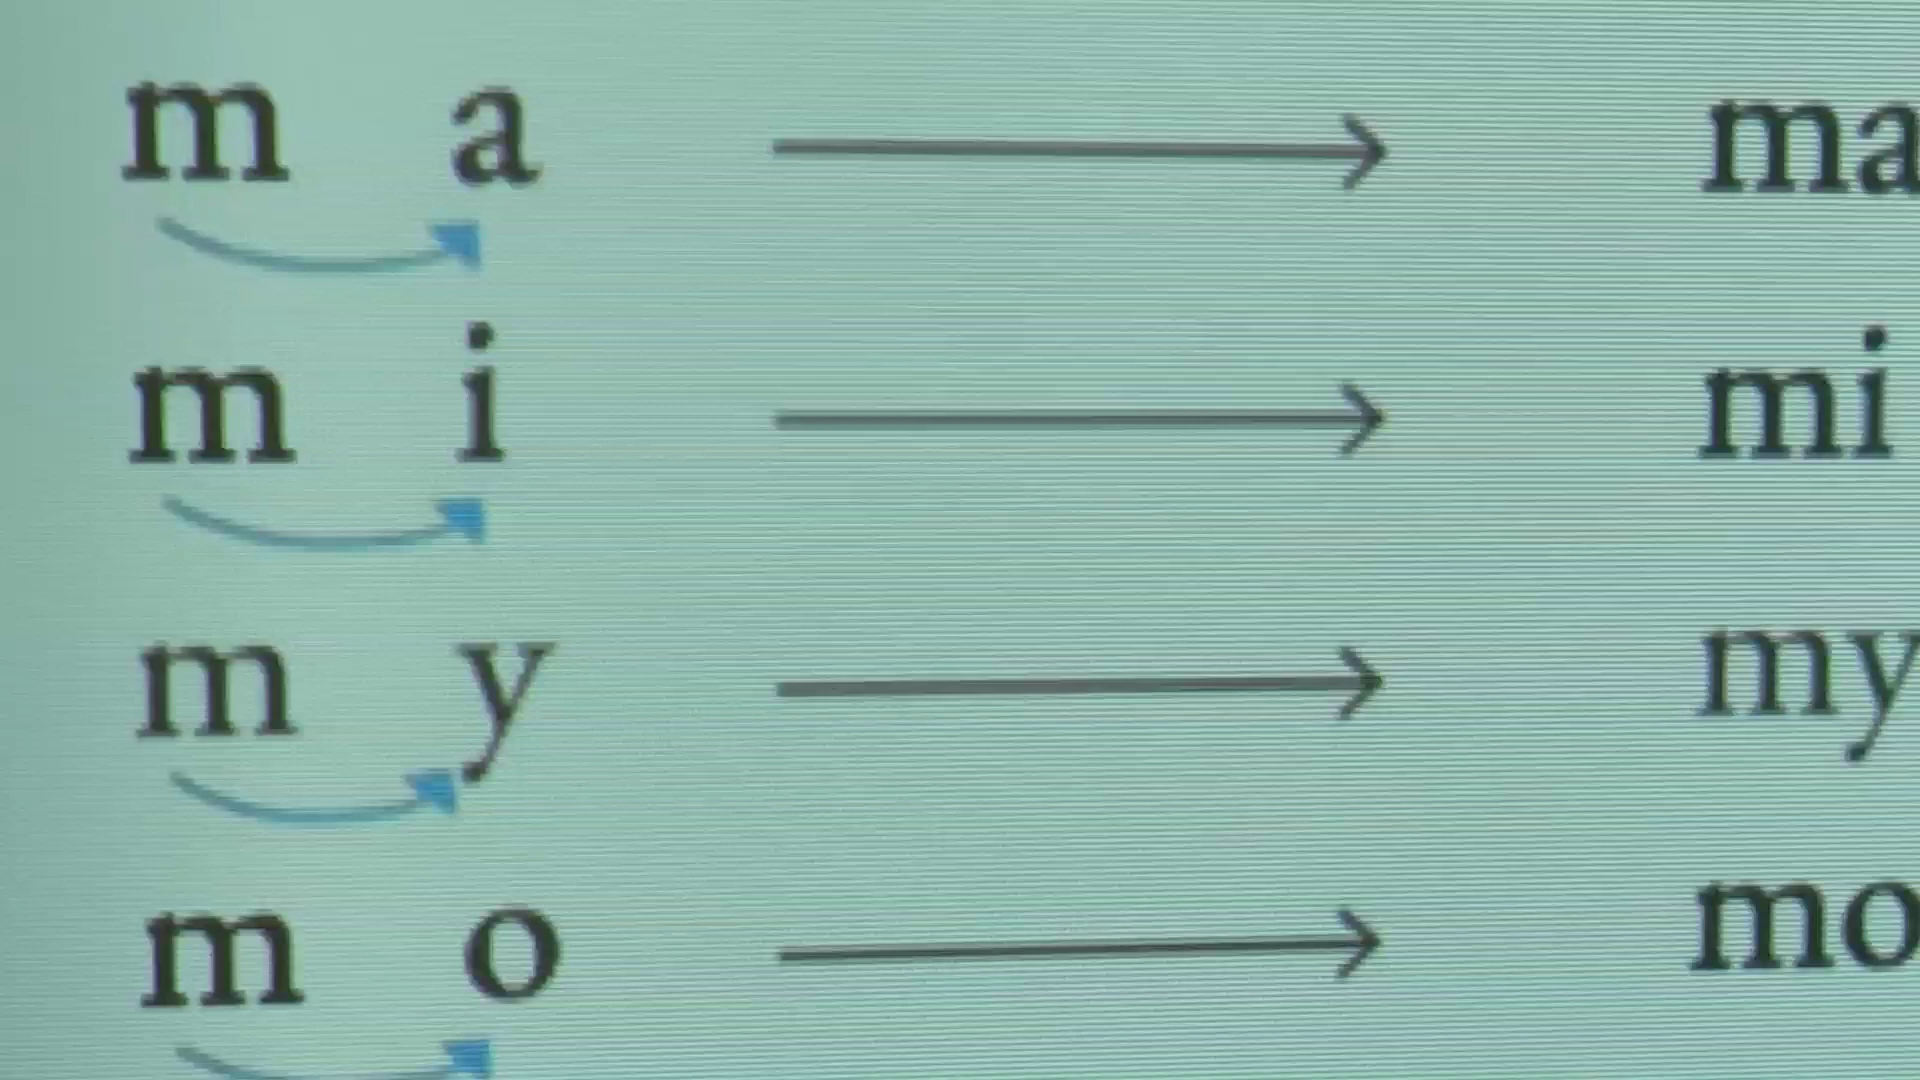 m a → ma
m i → mi
m y → my
m o → mo